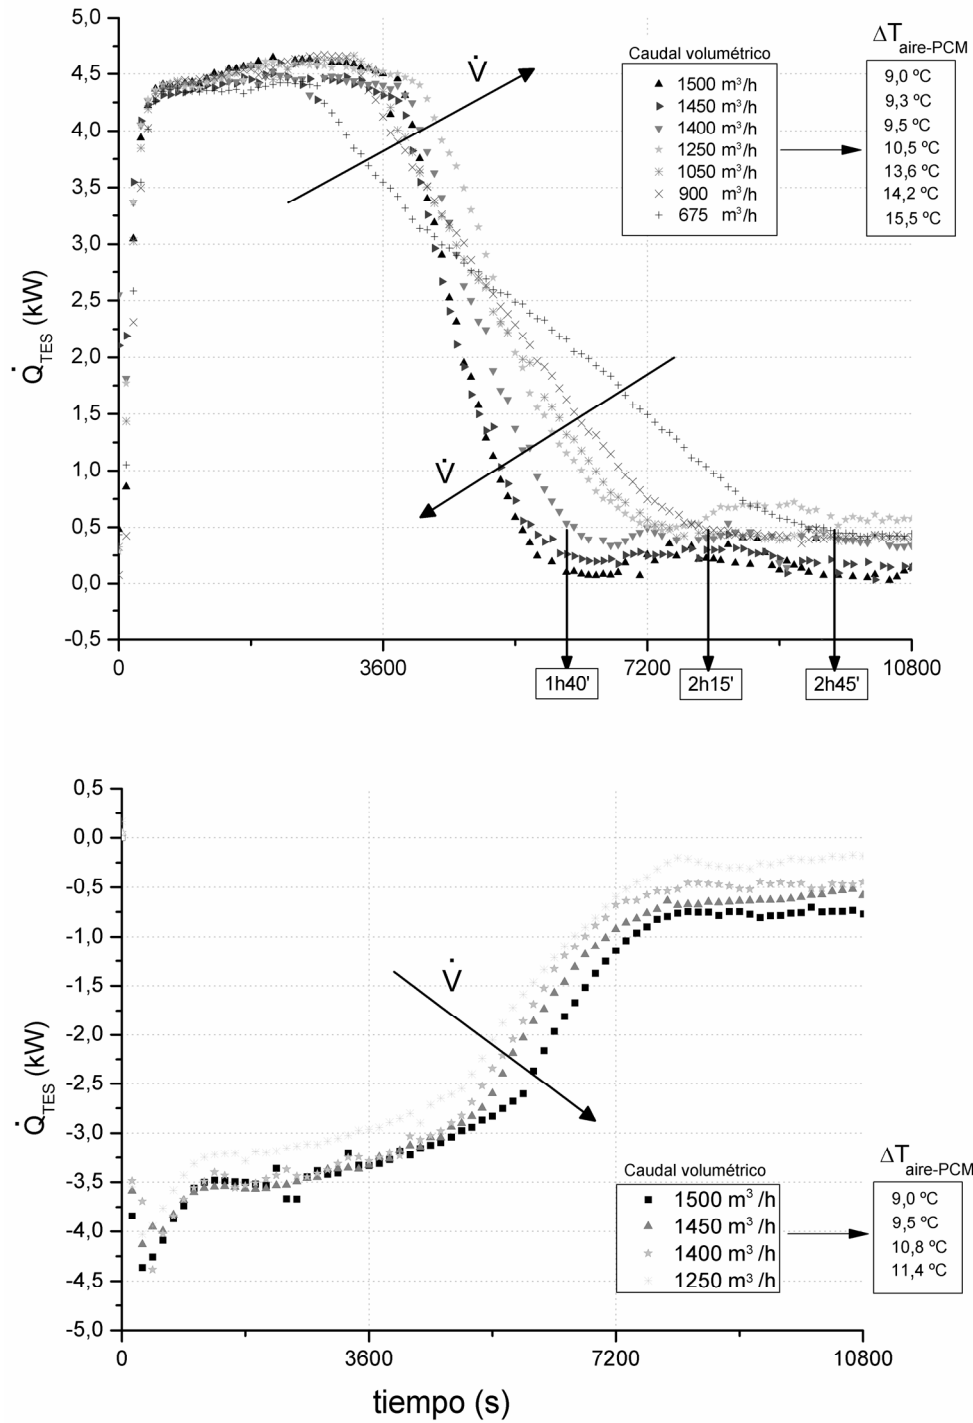 5,0
4,5
4,0
3,5
3,0
2,5
2,0
1,5
1,0
0,5
0,0
-0,5
Q̇TES (kW)
V̇
V̇
Caudal volumétrico
1500 m³/h
1450 m³/h
1400 m³/h
1250 m³/h
1050 m³/h
900 m³/h
675 m³/h
ΔTaire-PCM
9,0 ºC
9,3 ºC
9,5 ºC
10,5 ºC
13,6 ºC
14,2 ºC
15,5 ºC
0
3600
7200
10800
1h40'
2h15'
2h45'
0,5
0,0
-0,5
-1,0
-1,5
-2,0
-2,5
-3,0
-3,5
-4,0
-4,5
-5,0
Q̇TES (kW)
V̇
Caudal volumétrico
1500 m³/h
1450 m³/h
1400 m³/h
1250 m³/h
ΔTaire-PCM
9,0 ºC
9,5 ºC
10,8 ºC
11,4 ºC
0
3600
7200
10800
tiempo (s)